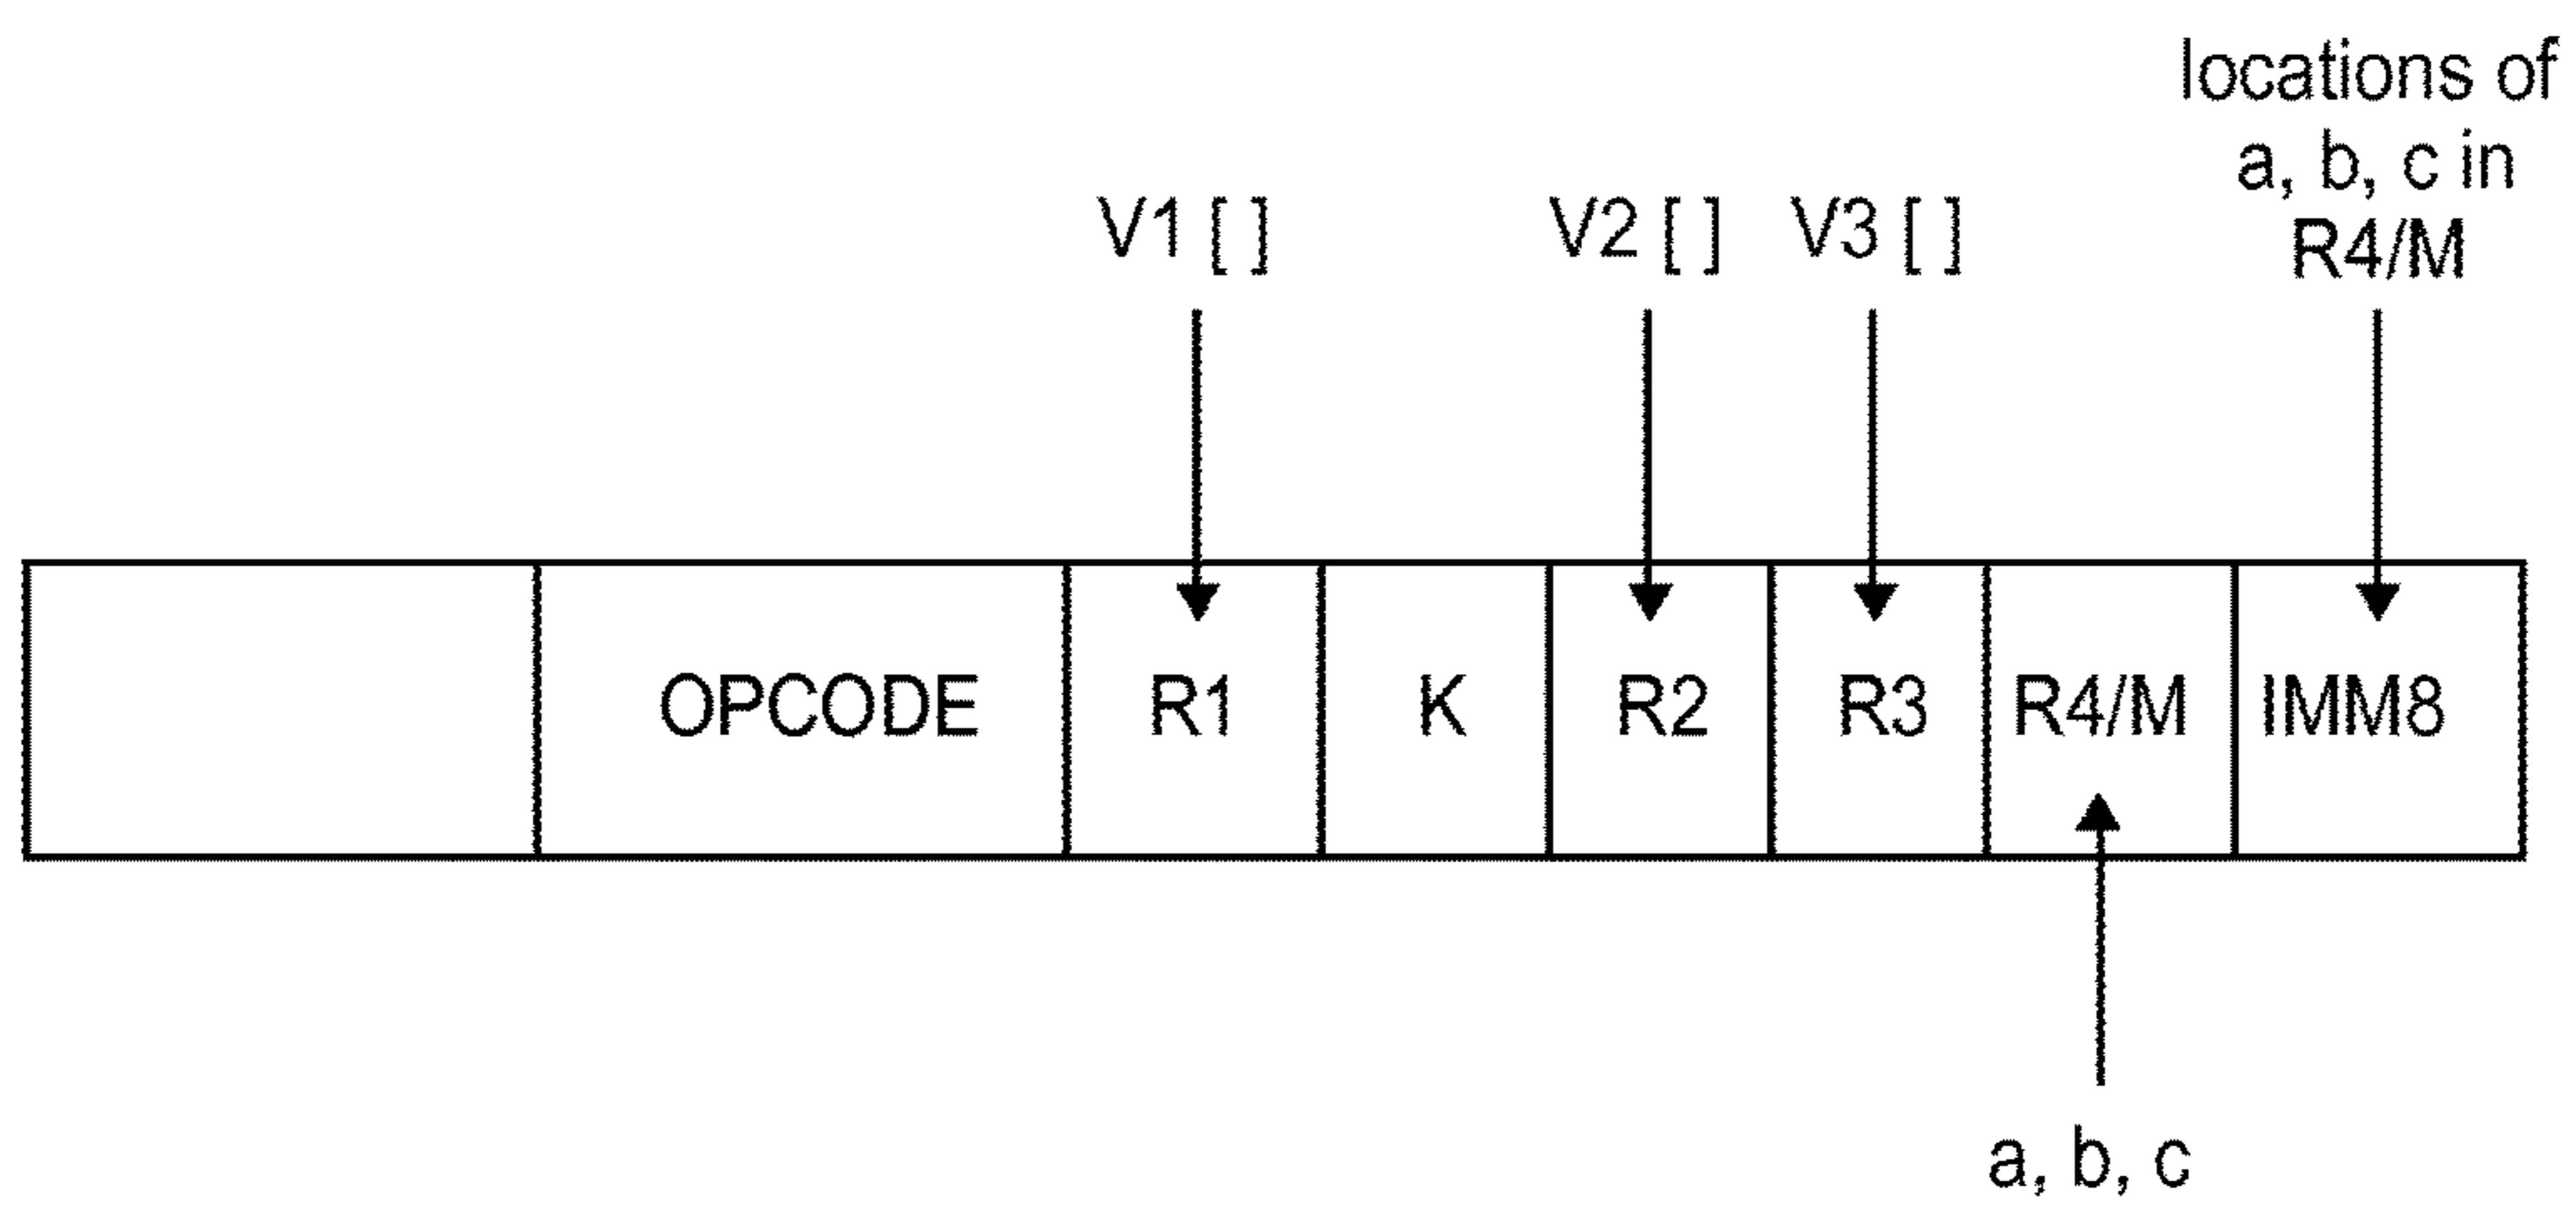 locations of
a, b, c in
R4/M
V1 [ ] V2 [ ] V3 [ ]
OPCODE R1 K R2 R3 R4/M IMM8
a, b, c